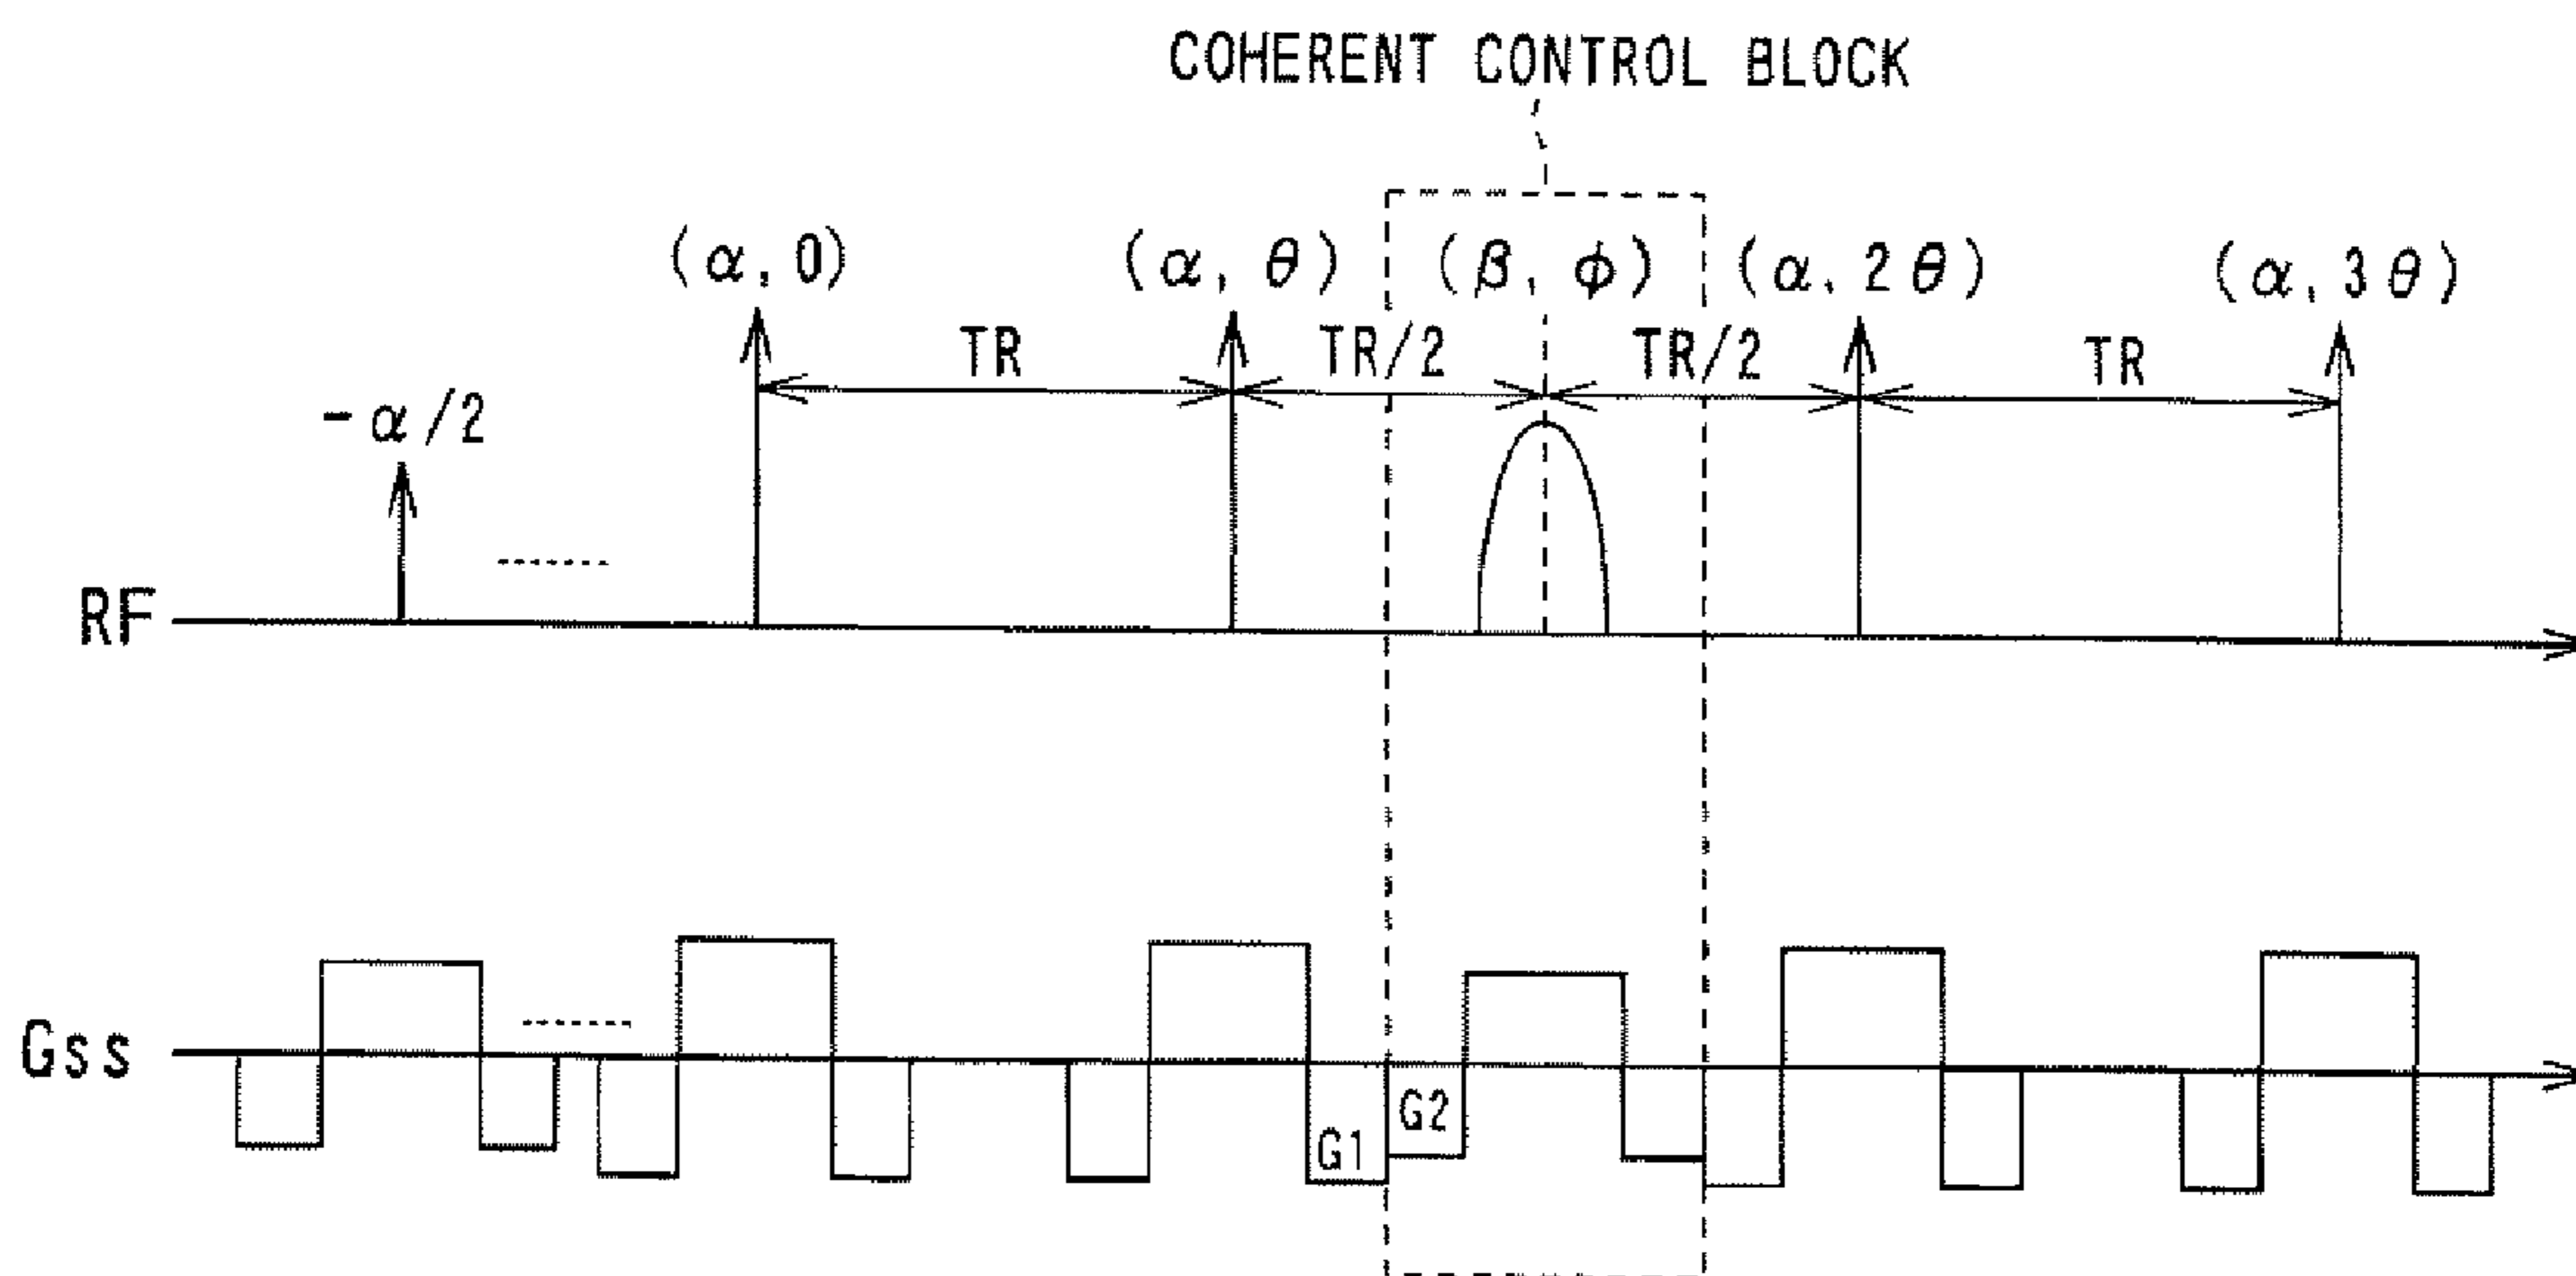 COHERENT CONTROL BLOCK
(α, 0)
(α, θ)
(β, φ)
(α, 2θ)
(α, 3θ)
TR
TR/2
TR/2
TR
-α/2
RF
Gss
G1
G2